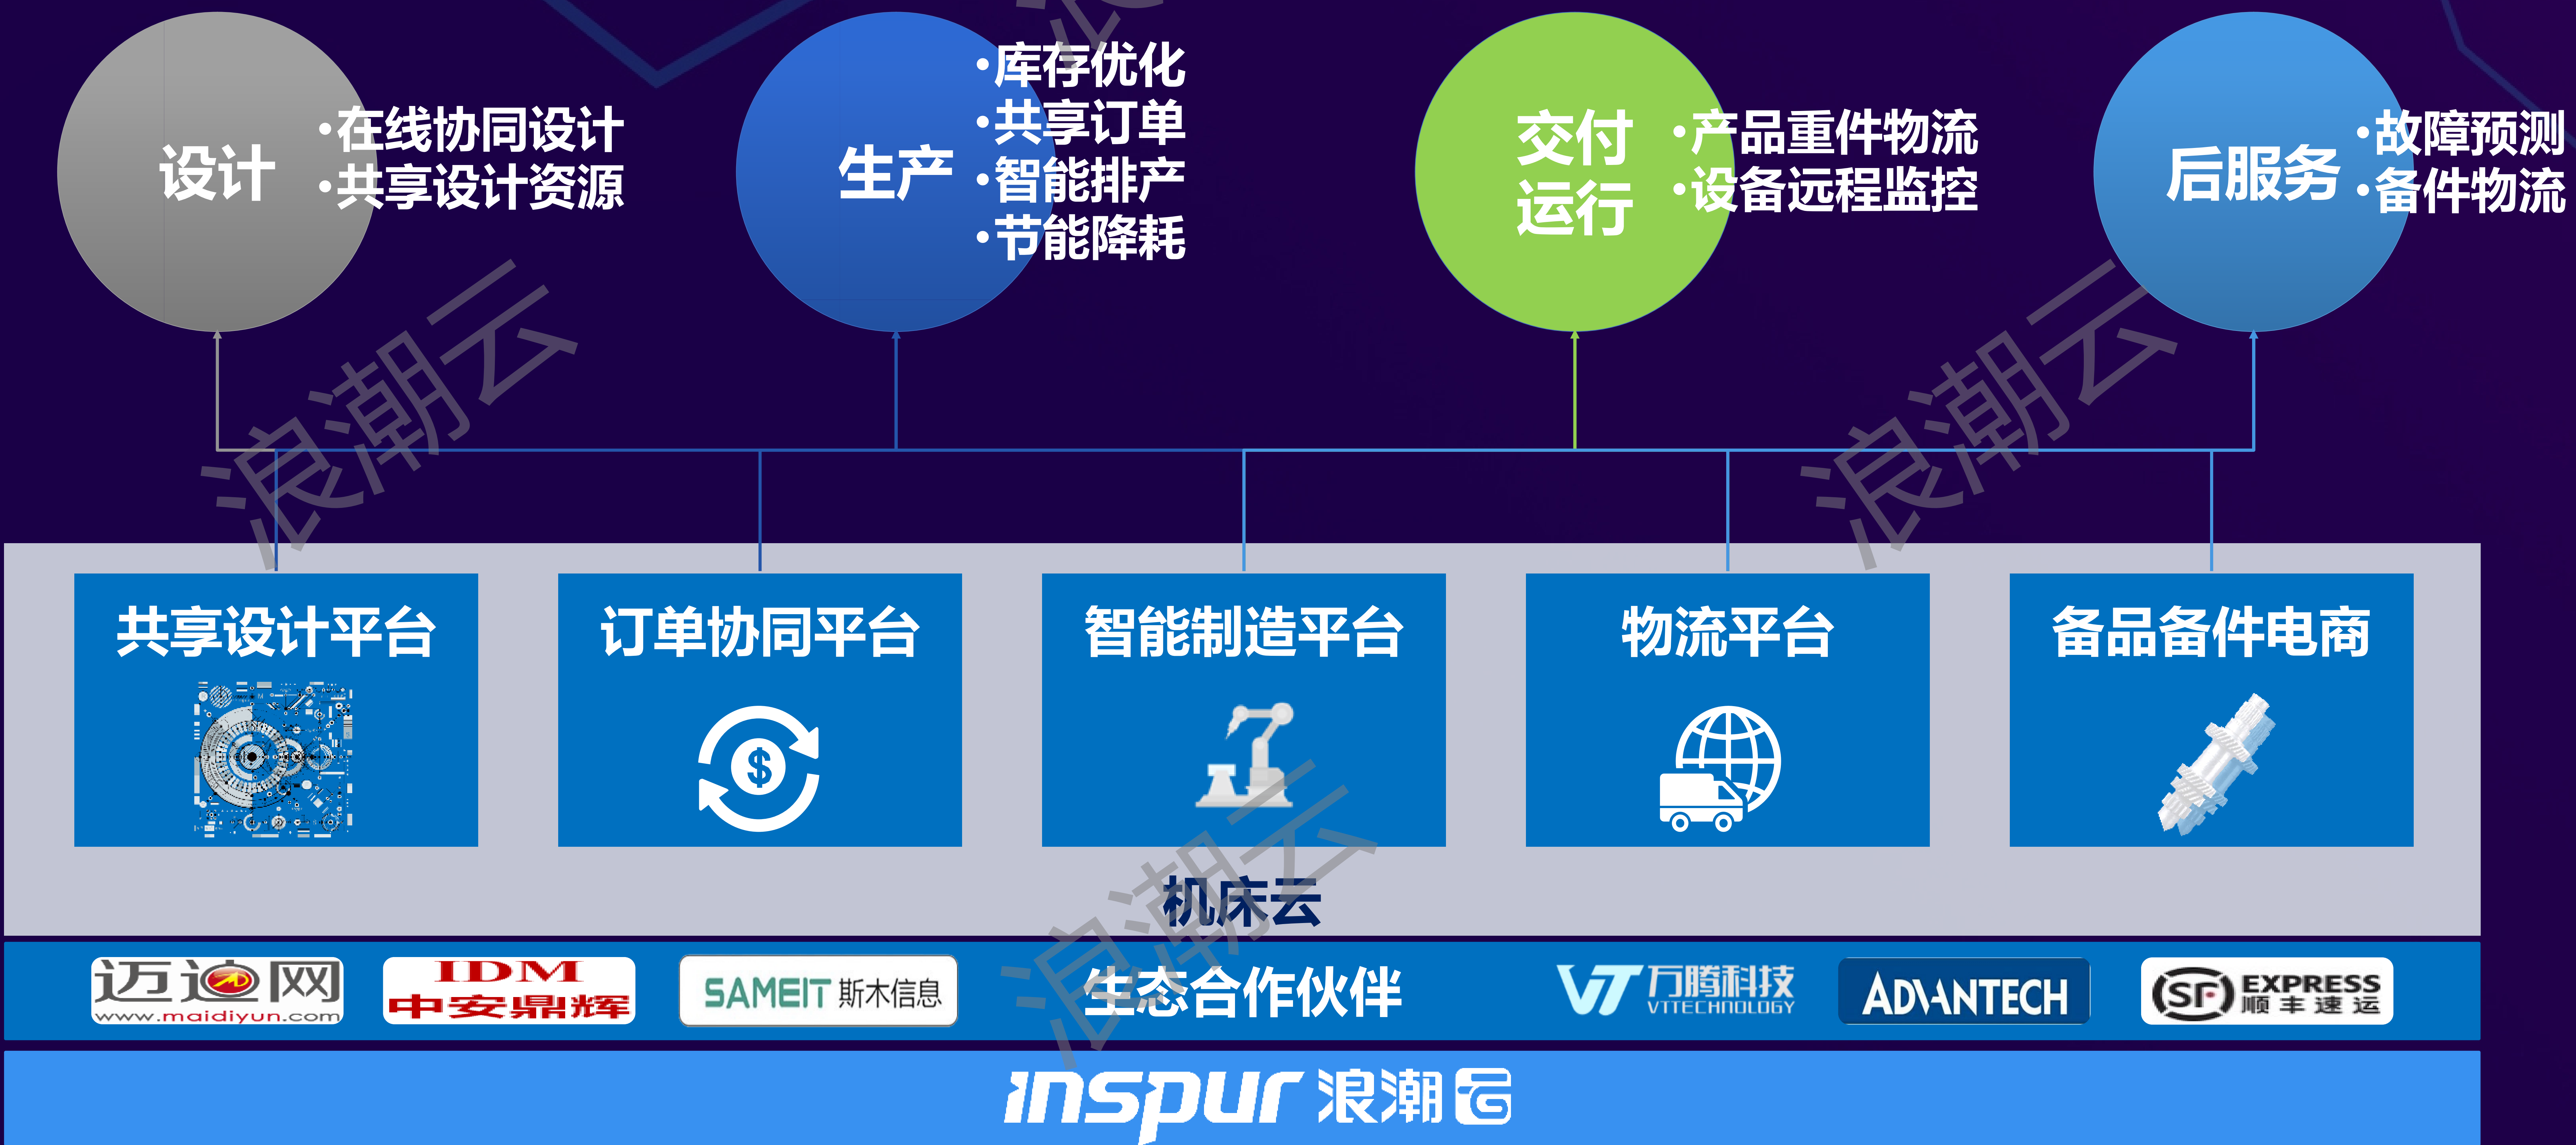 设计
·在线协同设计
·共享设计资源
生产
·库存优化
·共享订单
·智能排产
·节能降耗
交付
运行
·产品重件物流
·设备远程监控
后服务
·故障预测
·备件物流
浪潮云
浪潮云
共享设计平台
订单协同平台
$
智能制造平台
物流平台
备品备件电商
机床云
浪潮云
迈迪网
www.maidiyun.com
IDM
中安鼎辉
SAMEIT 斯木信息
生态合作伙伴
VT 万腾科技
VTTECHNOLOGY
ADVANTECH
SF EXPRESS
顺丰速运
inspur 浪潮云